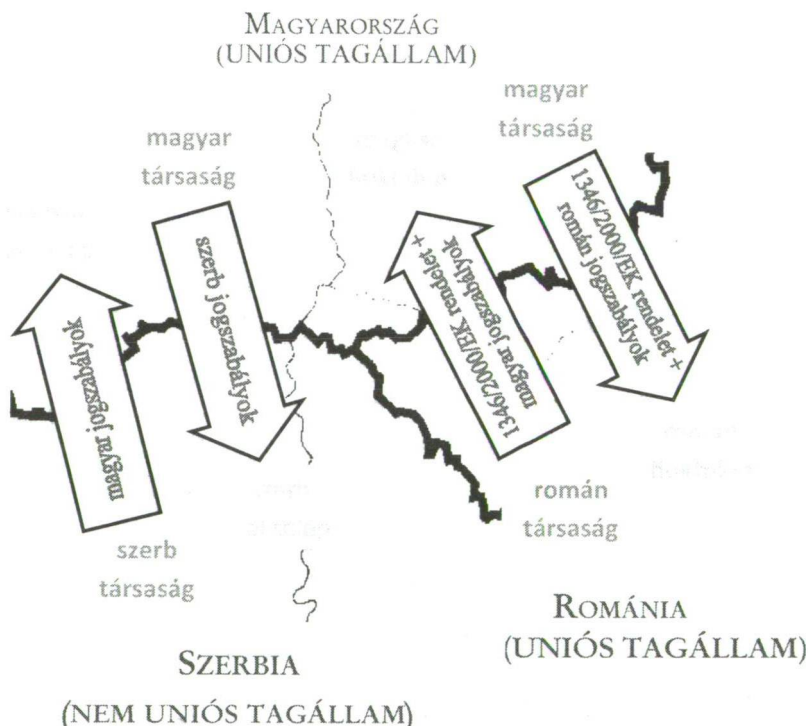 MAGYARORSZÁG
(UNIÓS TAGÁLLAM)
magyar
társaság
magyar
társaság
magyar jogszabályok
szerb jogszabályok
1346/2000/EK rendelet +
magyar jogszabályok
1346/2000/EK rendelet +
román jogszabályok
szerb
társaság
román
társaság
SZERBIA
(NEM UNIÓS TAGÁLLAM)
ROMÁNIA
(UNIÓS TAGÁLLAM)